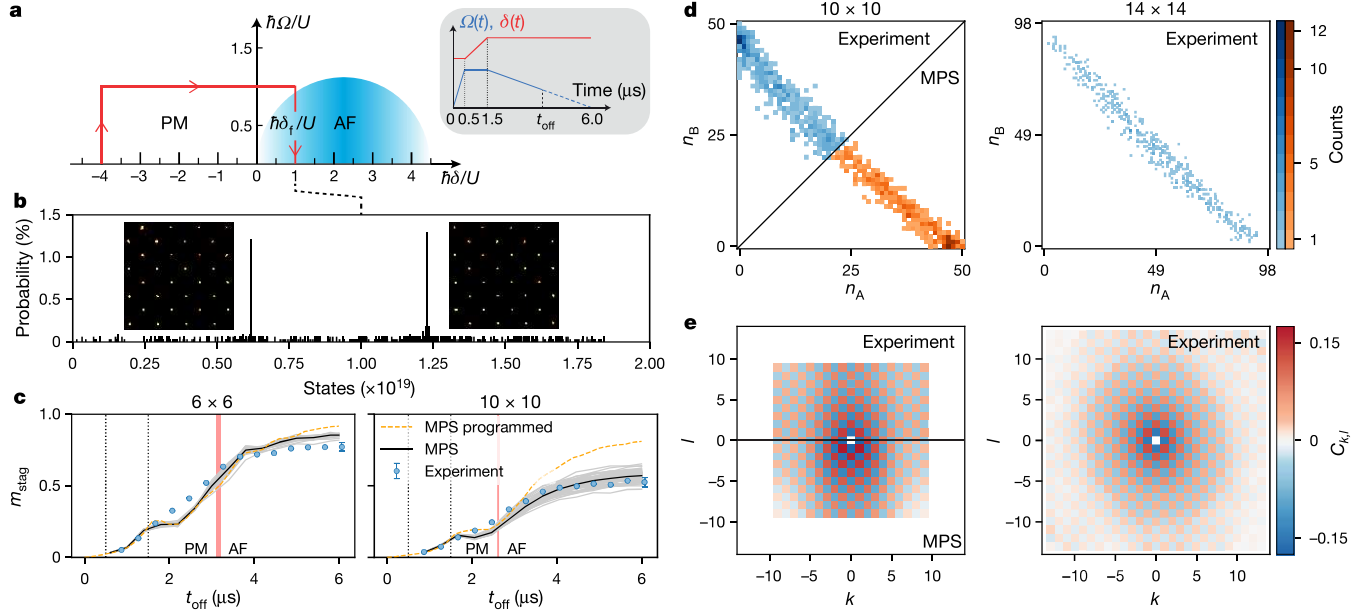 a
ħΩ/U
1.5
0.5
PM
ħδf/U
AF
−4
−3
−2
−1
0
1
2
3
4
ħδ/U
Ω(t), δ(t)
Time (μs)
0 0.5 1.5
toff
6.0
b
Probability (%)
1.5
1.0
0.5
0
0
0.25
0.50
0.75
1.00
1.25
1.50
1.75
2.00
States (×10¹⁹)
c
6 × 6
mstag
1.0
0.5
0
PM
AF
0
2
4
6
toff (μs)
10 × 10
MPS programmed
MPS
Experiment
PM
AF
0
2
4
6
toff (μs)
d
10 × 10
Experiment
MPS
nB
50
25
0
0
25
50
nA
14 × 14
Experiment
nB
98
49
0
0
49
98
nA
12
10
5
1
Counts
e
Experiment
MPS
l
10
5
0
−5
−10
−10
−5
0
5
10
k
Experiment
l
10
5
0
−5
−10
−10
−5
0
5
10
k
0.15
0
−0.15
Ck,l